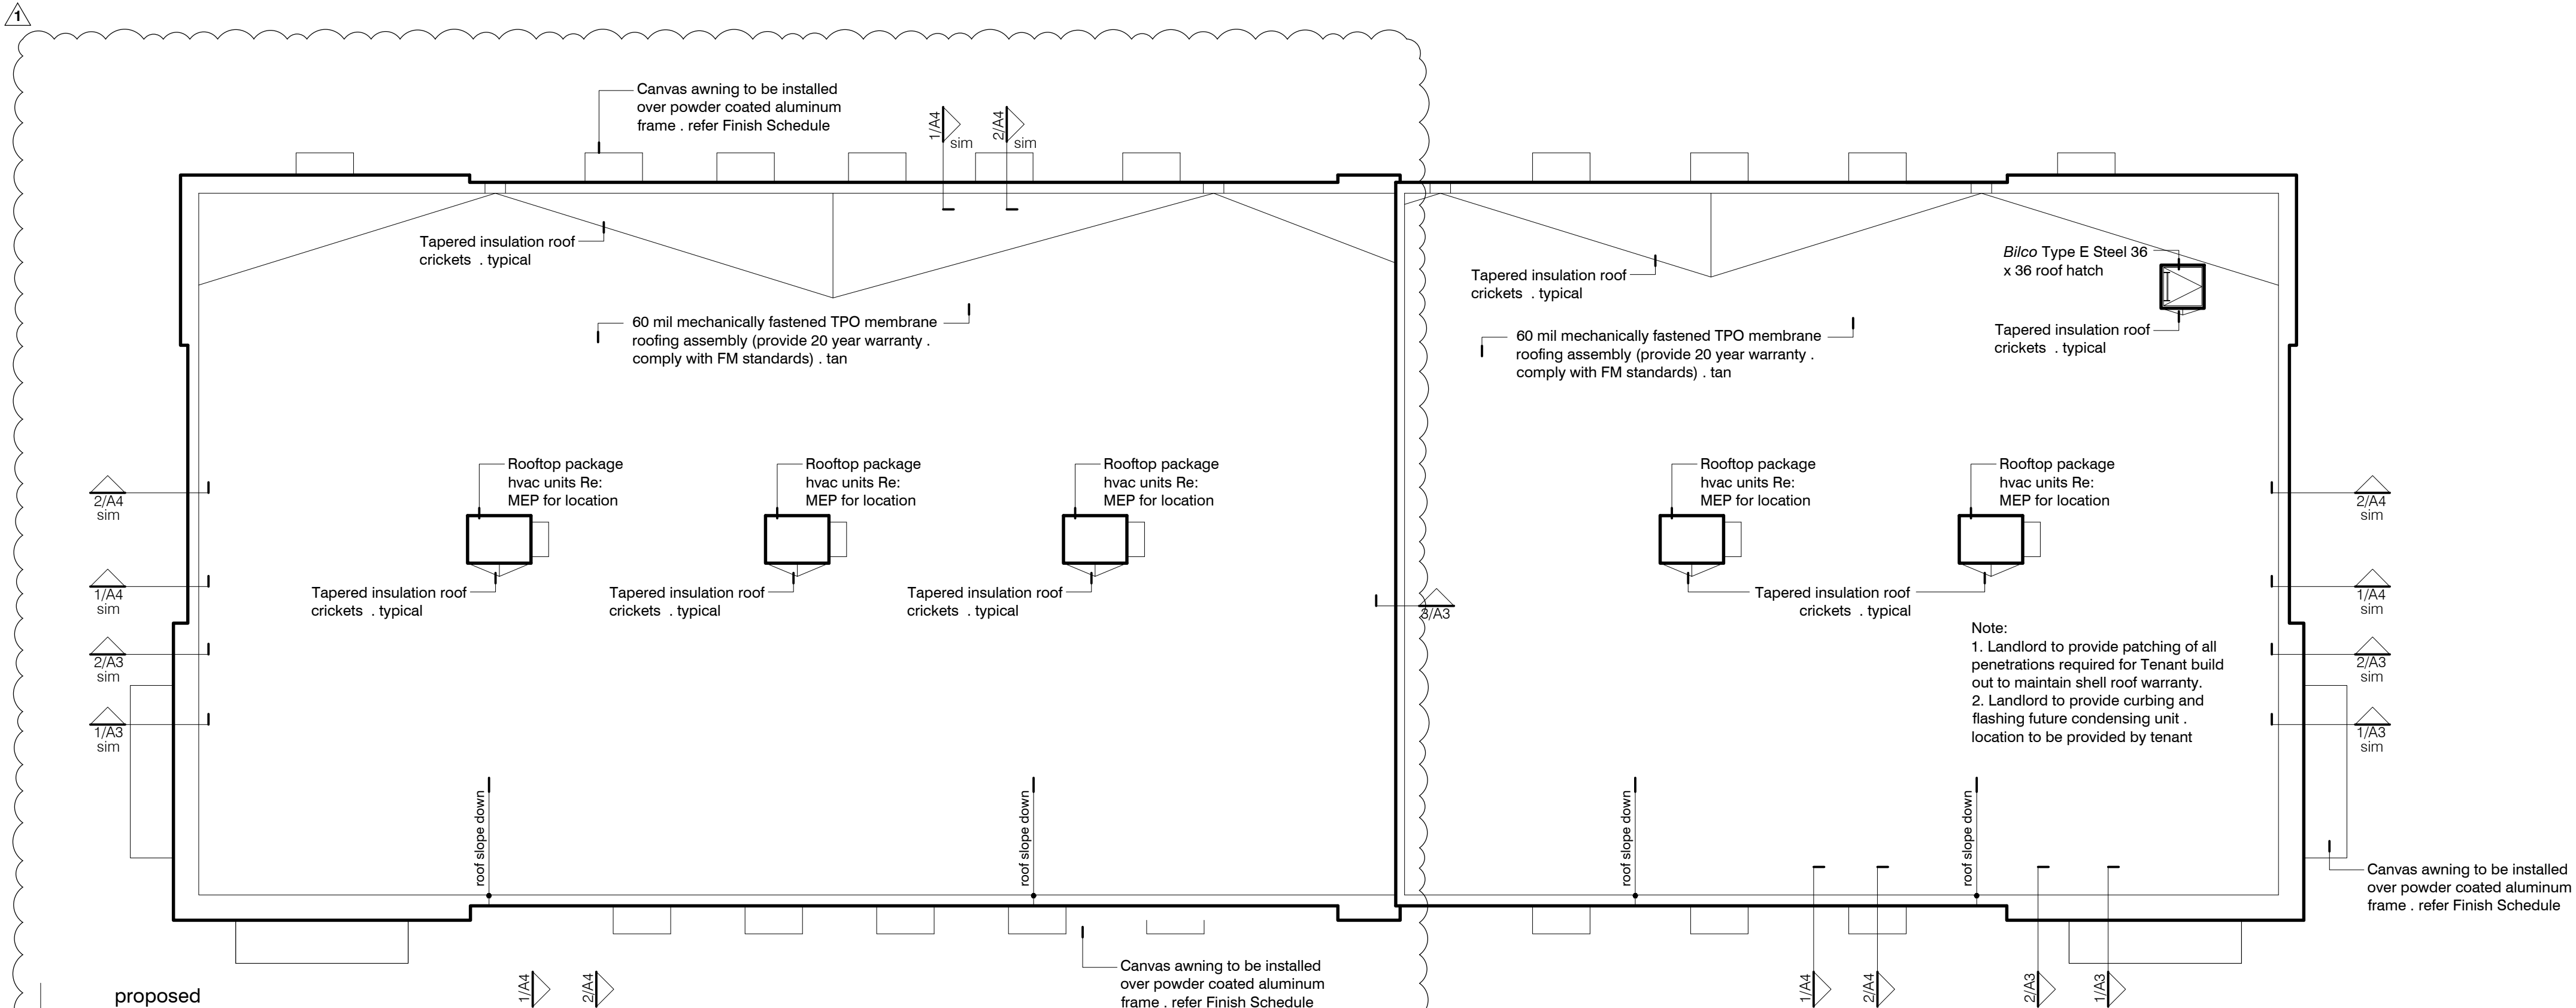 1
Canvas awning to be installed
over powder coated aluminum
frame . refer Finish Schedule
1/A4
sim
2/A4
sim
Tapered insulation roof
crickets . typical
60 mil mechanically fastened TPO membrane
roofing assembly (provide 20 year warranty .
comply with FM standards) . tan
Tapered insulation roof
crickets . typical
60 mil mechanically fastened TPO membrane
roofing assembly (provide 20 year warranty .
comply with FM standards) . tan
Bilco Type E Steel 36
x 36 roof hatch
Tapered insulation roof
crickets . typical
2/A4
sim
1/A4
sim
2/A3
sim
1/A3
sim
Rooftop package
hvac units Re:
MEP for location
Rooftop package
hvac units Re:
MEP for location
Rooftop package
hvac units Re:
MEP for location
Rooftop package
hvac units Re:
MEP for location
Rooftop package
hvac units Re:
MEP for location
Tapered insulation roof
crickets . typical
Tapered insulation roof
crickets . typical
Tapered insulation roof
crickets . typical
3/A3
Tapered insulation roof
crickets . typical
2/A4
sim
1/A4
sim
2/A3
sim
1/A3
sim
Note:
1. Landlord to provide patching of all
penetrations required for Tenant build
out to maintain shell roof warranty.
2. Landlord to provide curbing and
flashing future condensing unit .
location to be provided by tenant
roof slope down
roof slope down
roof slope down
roof slope down
Canvas awning to be installed
over powder coated aluminum
frame . refer Finish Schedule
Canvas awning to be installed
over powder coated aluminum
frame . refer Finish Schedule
proposed
1/A4
2/A4
1/A4
2/A4
2/A3
1/A3